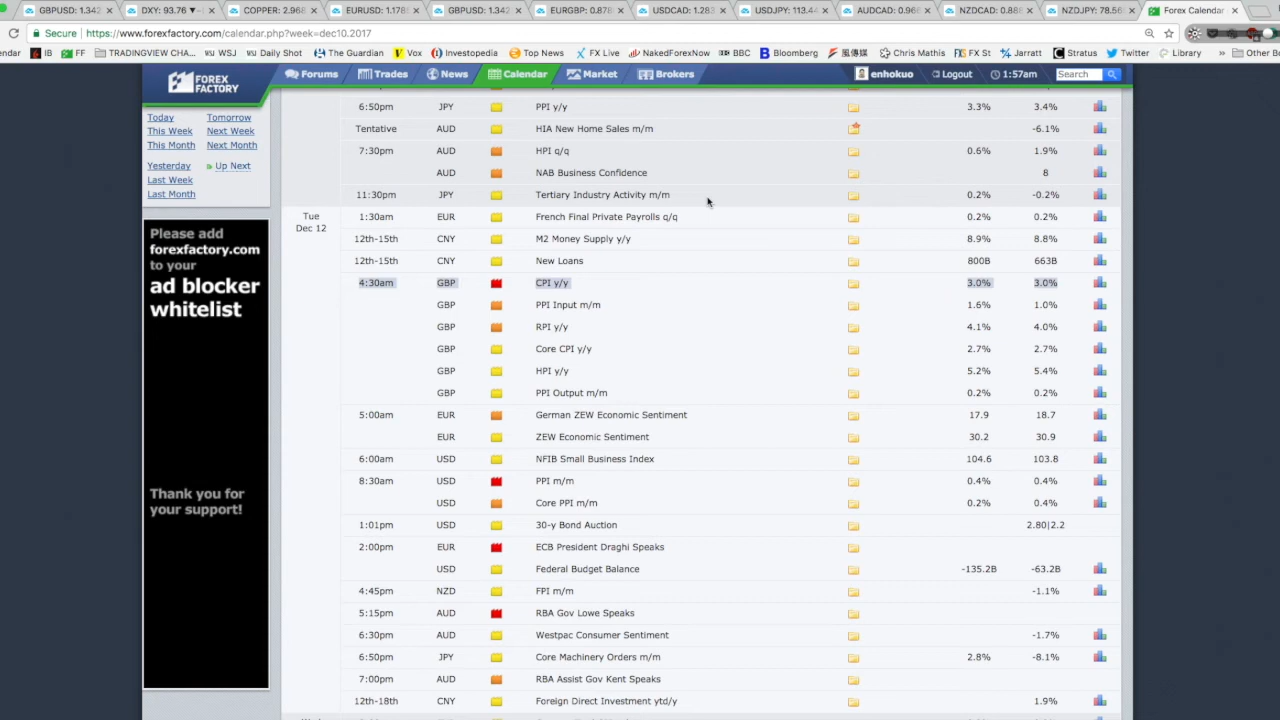 GBPUSD: 1.342 DXY: 93.76 ▼ COPPER: 2.968 EURUSD: 1.178 GBPUSD: 1.342 EURGBP: 0.878 USDCAD: 1.283 USDJPY: 113.44 AUDCAD: 0.966 NZDCAD: 0.888 NZDJPY: 78.56 Forex Calendar
Secure https://www.forexfactory.com/calendar.php?week=dec10.2017
endar IB FF TRADINGVIEW CHA... WSJ Daily Shot The Guardian Vox Investopedia Top News FX Live NakedForexNow BBC Bloomberg 風傳媒 Chris Mathis FX St Jarratt Stratus Twitter Library » Other Bo
FOREX FACTORY Forums Trades News Calendar Market Brokers enhokuo Logout 1:57am Search
Today Tomorrow
This Week Next Week
This Month Next Month
Yesterday Up Next
Last Week
Last Month
Please add
forexfactory.com
to your
ad blocker
whitelist
Thank you for
your support!
6:50pm JPY PPI y/y 3.3% 3.4%
Tentative AUD HIA New Home Sales m/m -6.1%
7:30pm AUD HPI q/q 0.6% 1.9%
AUD NAB Business Confidence 8
11:30pm JPY Tertiary Industry Activity m/m 0.2% -0.2%
Tue
Dec 12
1:30am EUR French Final Private Payrolls q/q 0.2% 0.2%
12th-15th CNY M2 Money Supply y/y 8.9% 8.8%
12th-15th CNY New Loans 800B 663B
4:30am GBP CPI y/y 3.0% 3.0%
GBP PPI Input m/m 1.6% 1.0%
GBP RPI y/y 4.1% 4.0%
GBP Core CPI y/y 2.7% 2.7%
GBP HPI y/y 5.2% 5.4%
GBP PPI Output m/m 0.2% 0.2%
5:00am EUR German ZEW Economic Sentiment 17.9 18.7
EUR ZEW Economic Sentiment 30.2 30.9
6:00am USD NFIB Small Business Index 104.6 103.8
8:30am USD PPI m/m 0.4% 0.4%
USD Core PPI m/m 0.2% 0.4%
1:01pm USD 30-y Bond Auction 2.80|2.2
2:00pm EUR ECB President Draghi Speaks
USD Federal Budget Balance -135.2B -63.2B
4:45pm NZD FPI m/m -1.1%
5:15pm AUD RBA Gov Lowe Speaks
6:30pm AUD Westpac Consumer Sentiment -1.7%
6:50pm JPY Core Machinery Orders m/m 2.8% -8.1%
7:00pm AUD RBA Assist Gov Kent Speaks
12th-18th CNY Foreign Direct Investment ytd/y 1.9%